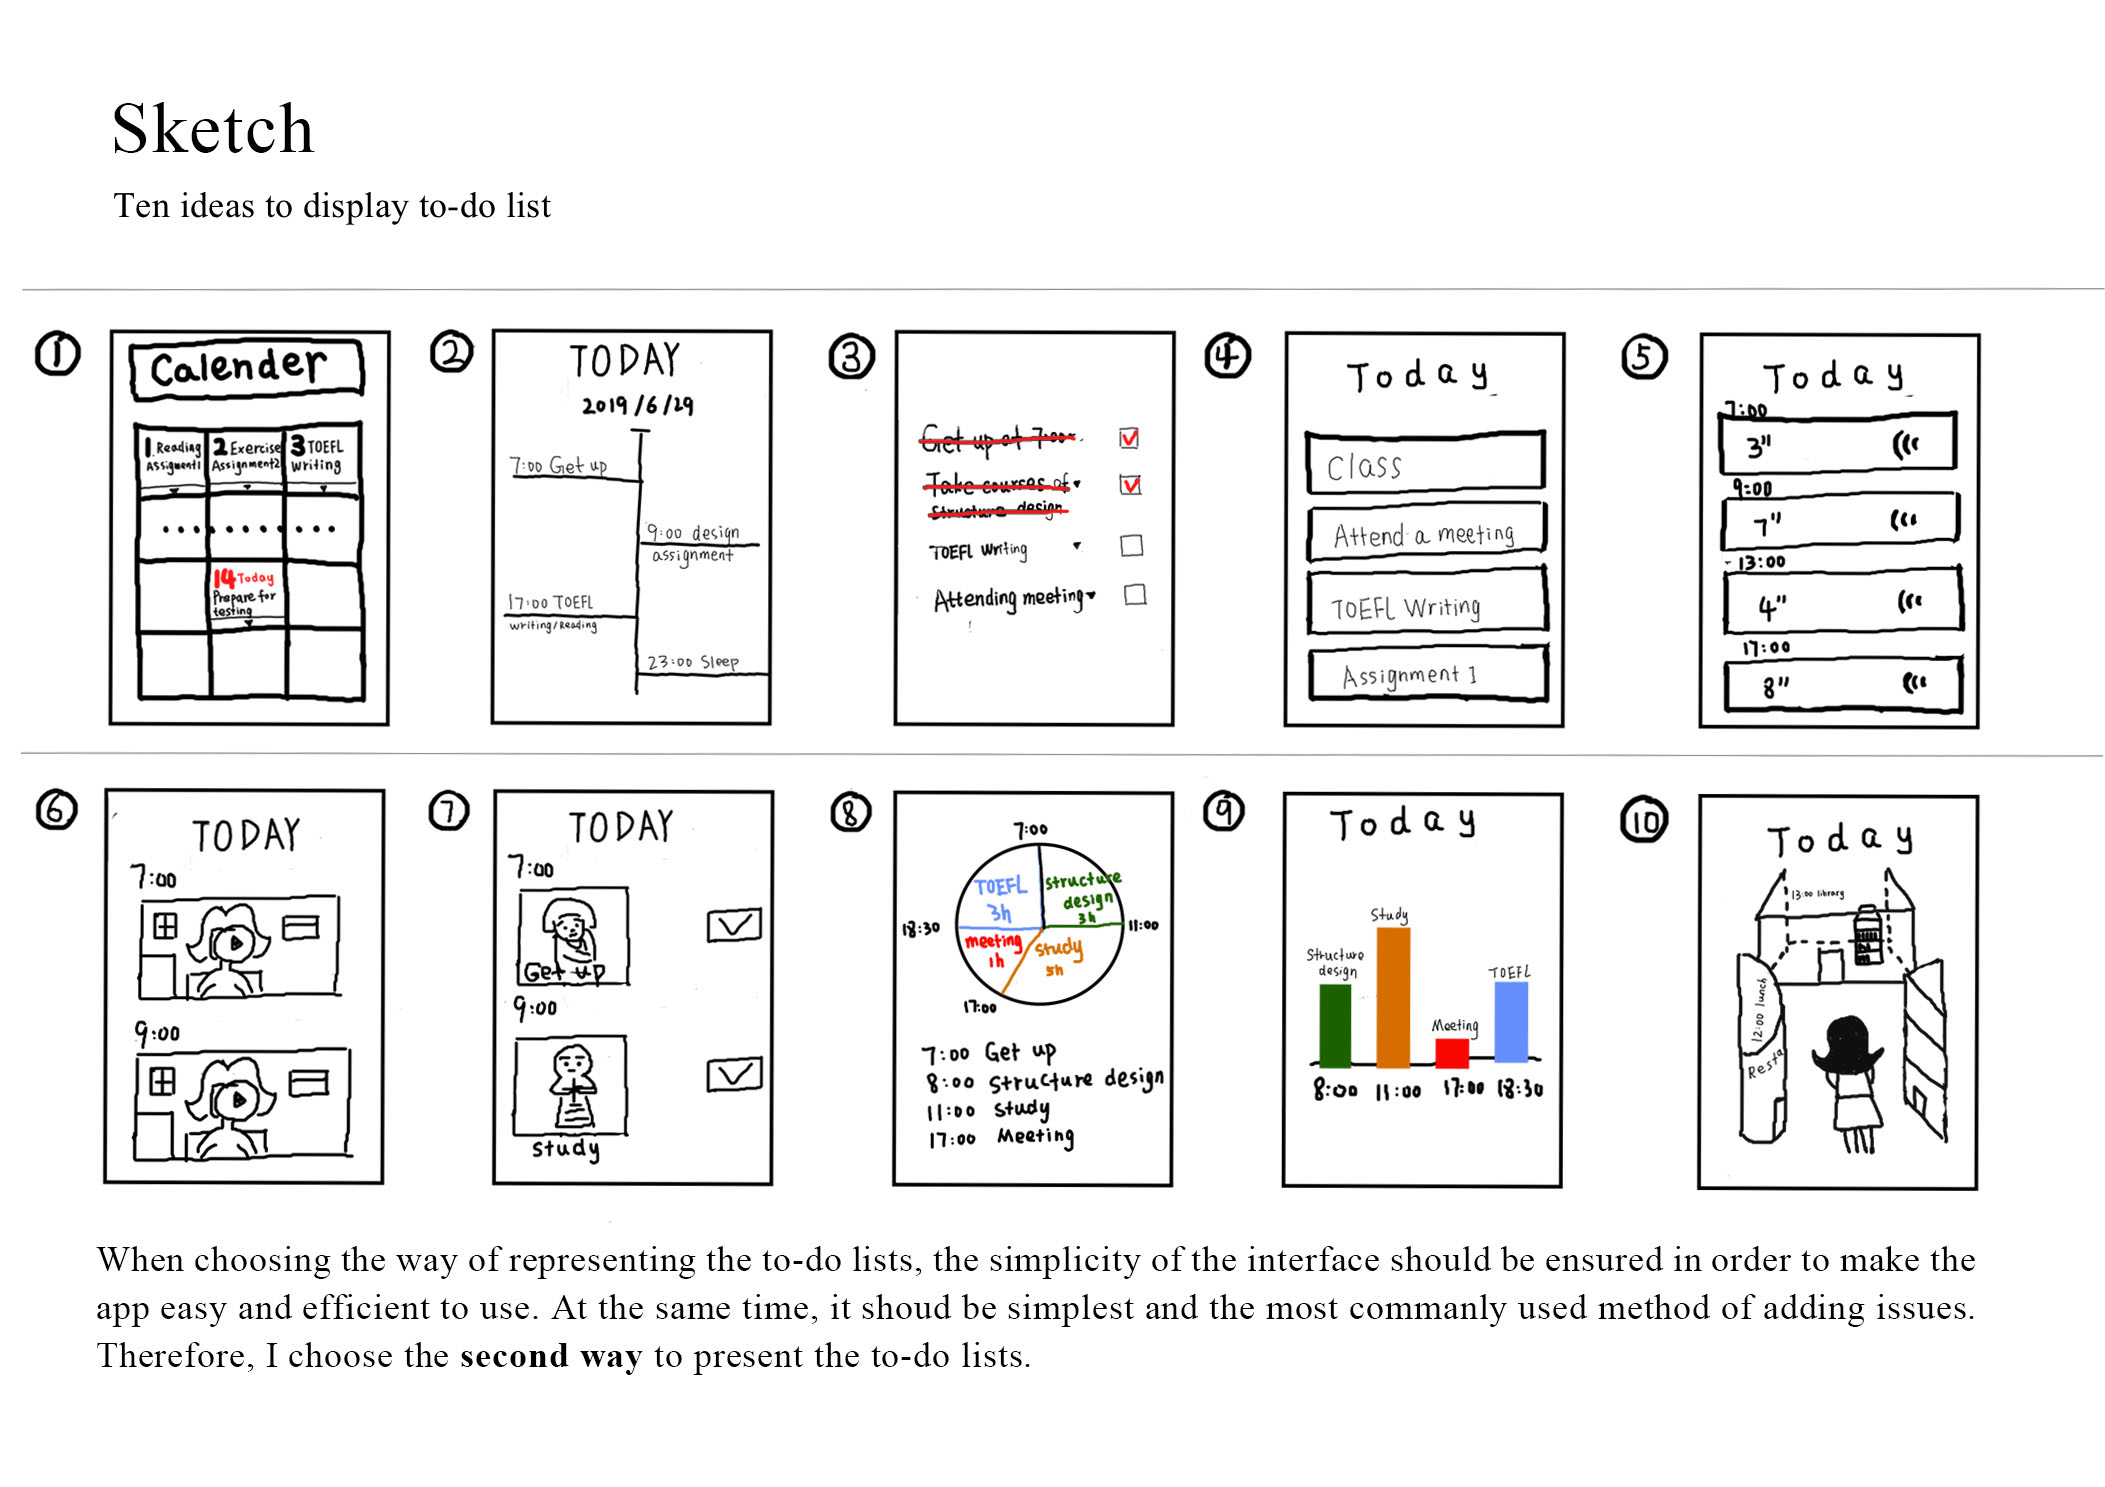 Sketch
Ten ideas to display to-do list
①
Calender
1 Reading
Assigment1
2 Exercise
Assignment2
3 TOEFL
Writing
14 Today
Prepare for
testing
②
TODAY
2019/6/29
7:00 Get up
9:00 design
assignment
17:00 TOEFL
writing/Reading
23:00 Sleep
③
Get up at 7:00
Take courses of
Structure design
TOEFL Writing
Attending meeting
④
Today
Class
Attend a meeting
TOEFL Writing
Assignment 1
⑤
Today
7:00
3"
9:00
7"
13:00
4"
17:00
8"
⑥
TODAY
7:00
9:00
⑦
TODAY
7:00
Get up
9:00
study
⑧
7:00
TOEFL
3h
structure
design
3h
18:30
11:00
meeting
1h
study
5h
17:00
7:00 Get up
8:00 structure design
11:00 study
17:00 Meeting
⑨
Today
Study
Structure
design
TOEFL
Meeting
8:00 11:00 17:00 18:30
⑩
Today
13:00 library
12:00 lunch
Resta
When choosing the way of representing the to-do lists, the simplicity of the interface should be ensured in order to make the
app easy and efficient to use. At the same time, it shoud be simplest and the most commanly used method of adding issues.
Therefore, I choose the second way to present the to-do lists.